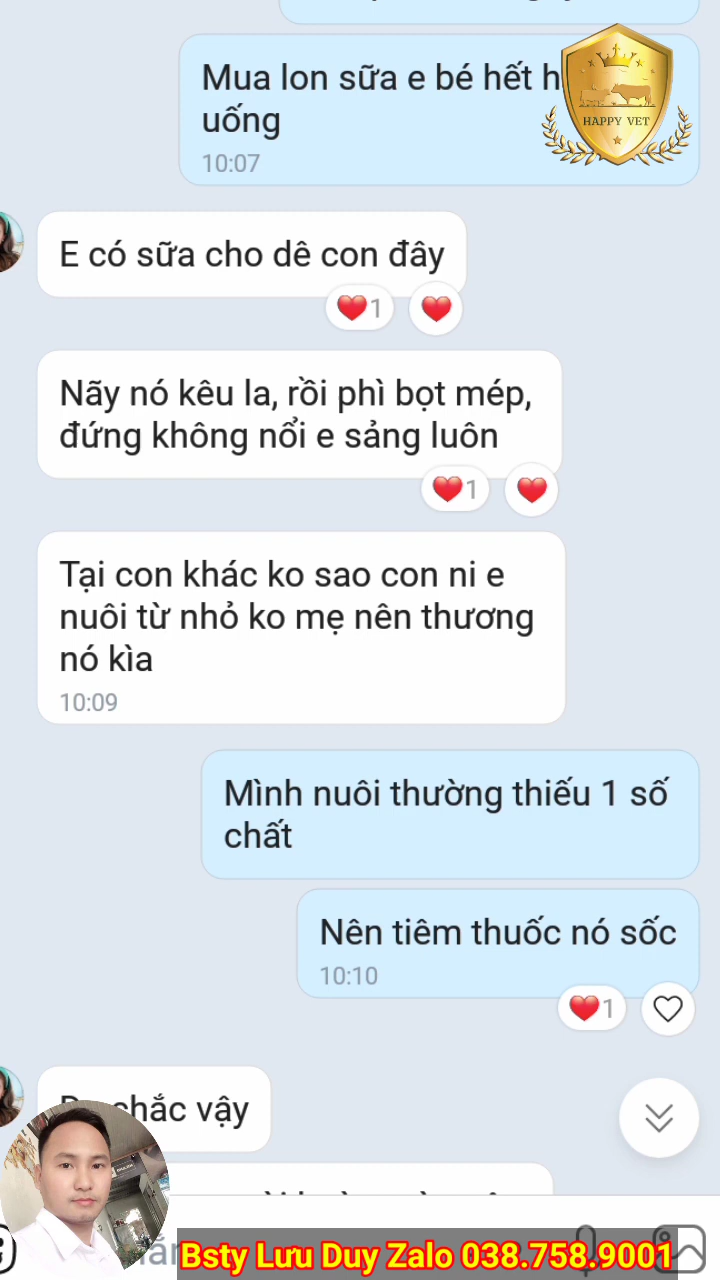 Mua lon sữa e bé hết h
uống
10:07
HAPPY VET
E có sữa cho dê con đây
1
Nãy nó kêu la, rồi phì bọt mép,
đứng không nổi e sảng luôn
1
Tại con khác ko sao con ni e
nuôi từ nhỏ ko mẹ nên thương
nó kìa
10:09
Mình nuôi thường thiếu 1 số
chất
Nên tiêm thuốc nó sốc
10:10
1
chắc vậy
Bsty Lưu Duy Zalo 038.758.9001